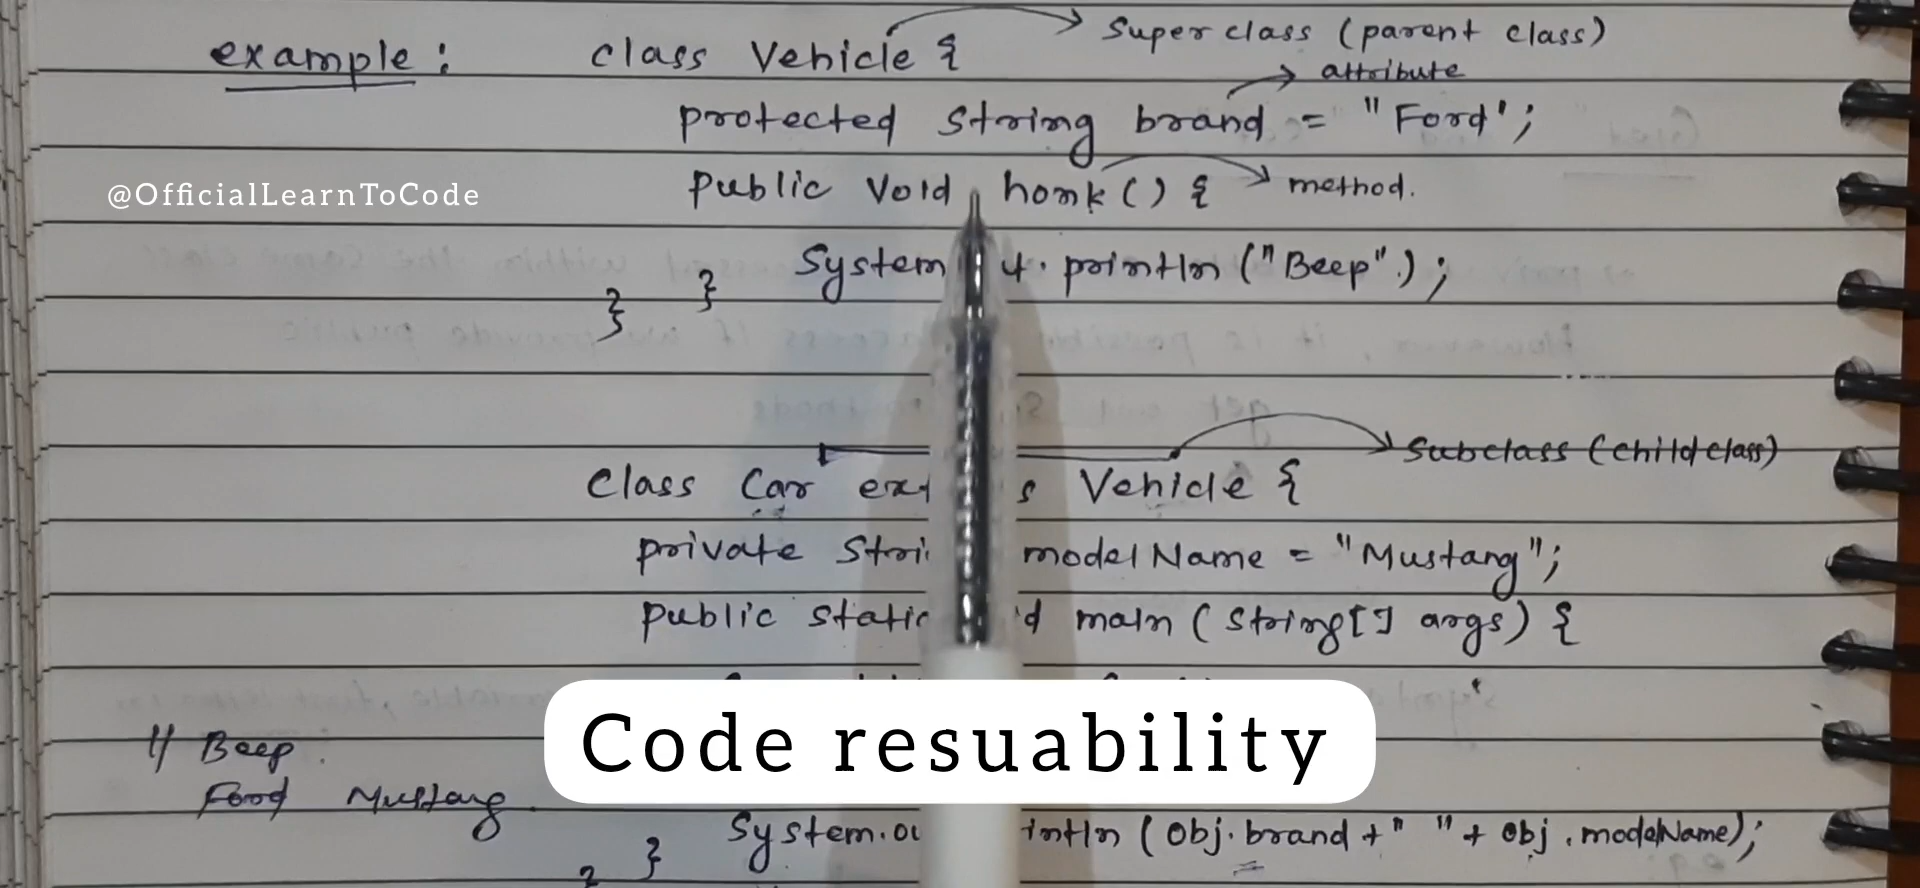 Super class (parent class)
example : class Vehicle {
attribute
protected String brand = "Ford';
@OfficialLearnToCode
public void honk () { method.
System t. println ("Beep".) ;
} }
Subclass (child class)
class Car ex s Vehicle {
private Stri modelName = "Mustang";
public static d main ( String[] args) {
Code resuability
// Beep.
Ford Mustang
System.ou intln ( obj. brand +" "+ obj . modelName);
}
}